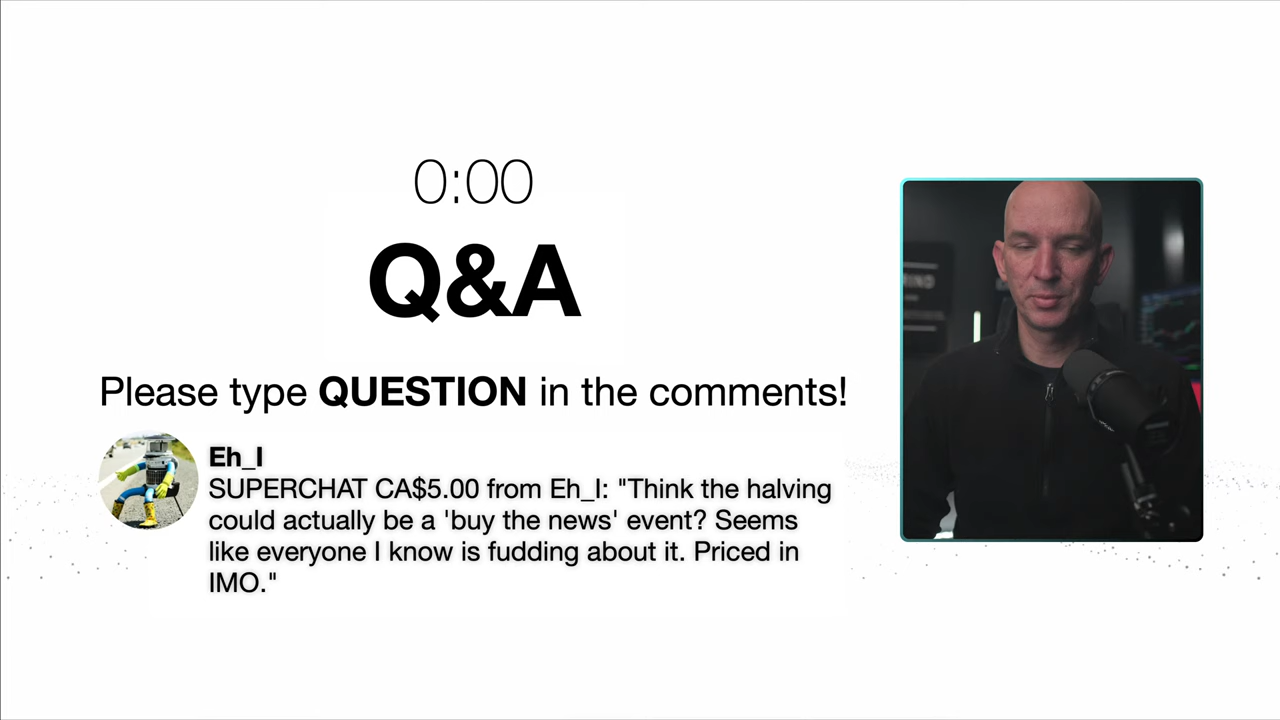 0:00
Q&A
Please type QUESTION in the comments!
Eh_I
SUPERCHAT CA$5.00 from Eh_I: "Think the halving
could actually be a 'buy the news' event? Seems
like everyone I know is fudding about it. Priced in
IMO."